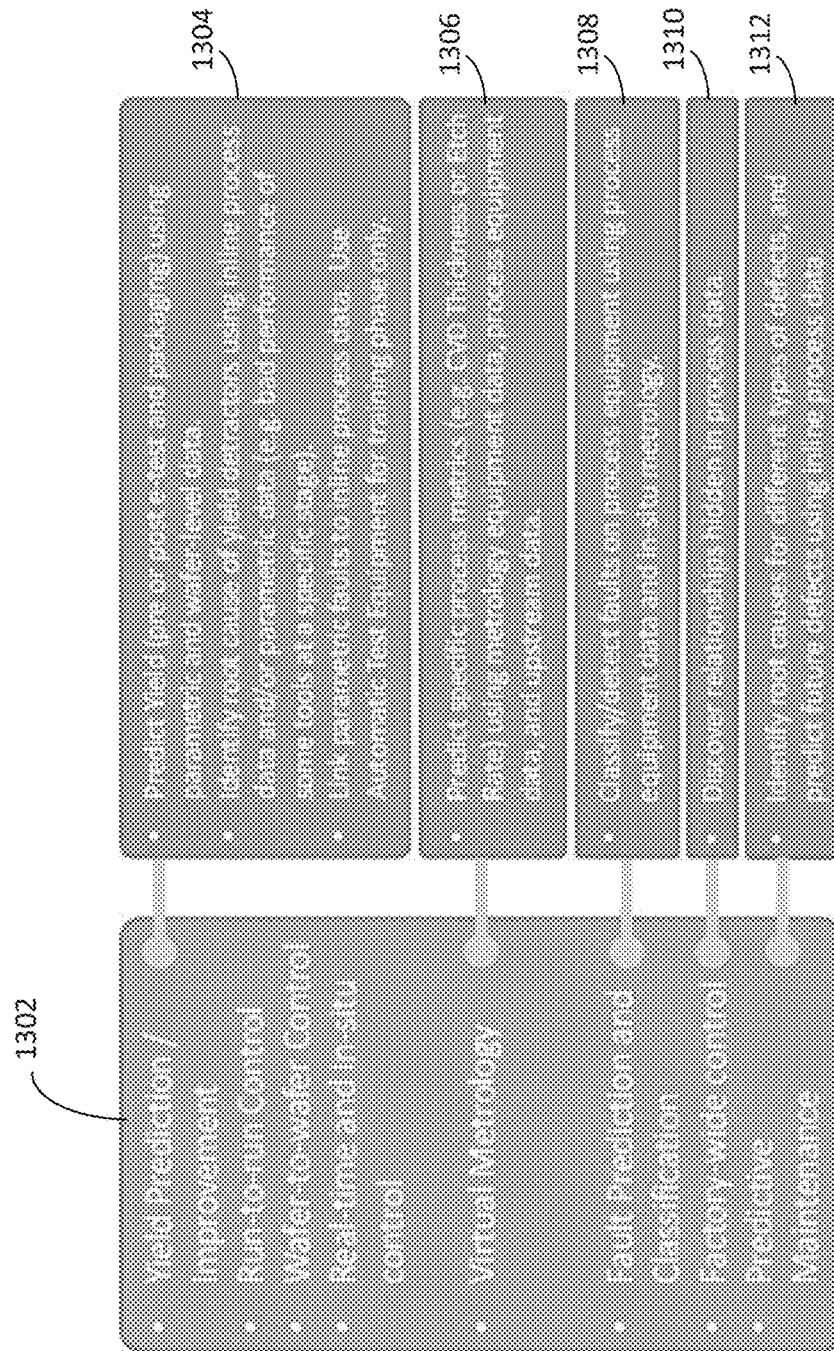 1302
Yield Prediction /
Improvement
Run-to-run Control
Wafer-to-wafer Control
Real-time and in-situ
control
Virtual Metrology
Fault Prediction and
Classification
Factory-wide control
Predictive
Maintenance
1304
Predict Yield (pre or post e-test and packaging) using
parametric and wafer level data.
Identify root causes of yield detractors using inline process
data and/or parametric data (e.g. bad performance of
some tools at a specific range)
Link parametric faults to inline process data. Use
Automatic Test Equipment for training phase only.
1306
Predict specific process metrics (e.g. CVD Thickness or Etch
Rate) using metrology equipment data, process equipment
data, and upstream data.
1308
Classify/detect faults on process equipment using process
equipment data and in-situ metrology.
1310
Discover relationships hidden in process data.
1312
Identify root causes for different types of defects, and
predict future defects using inline process data.